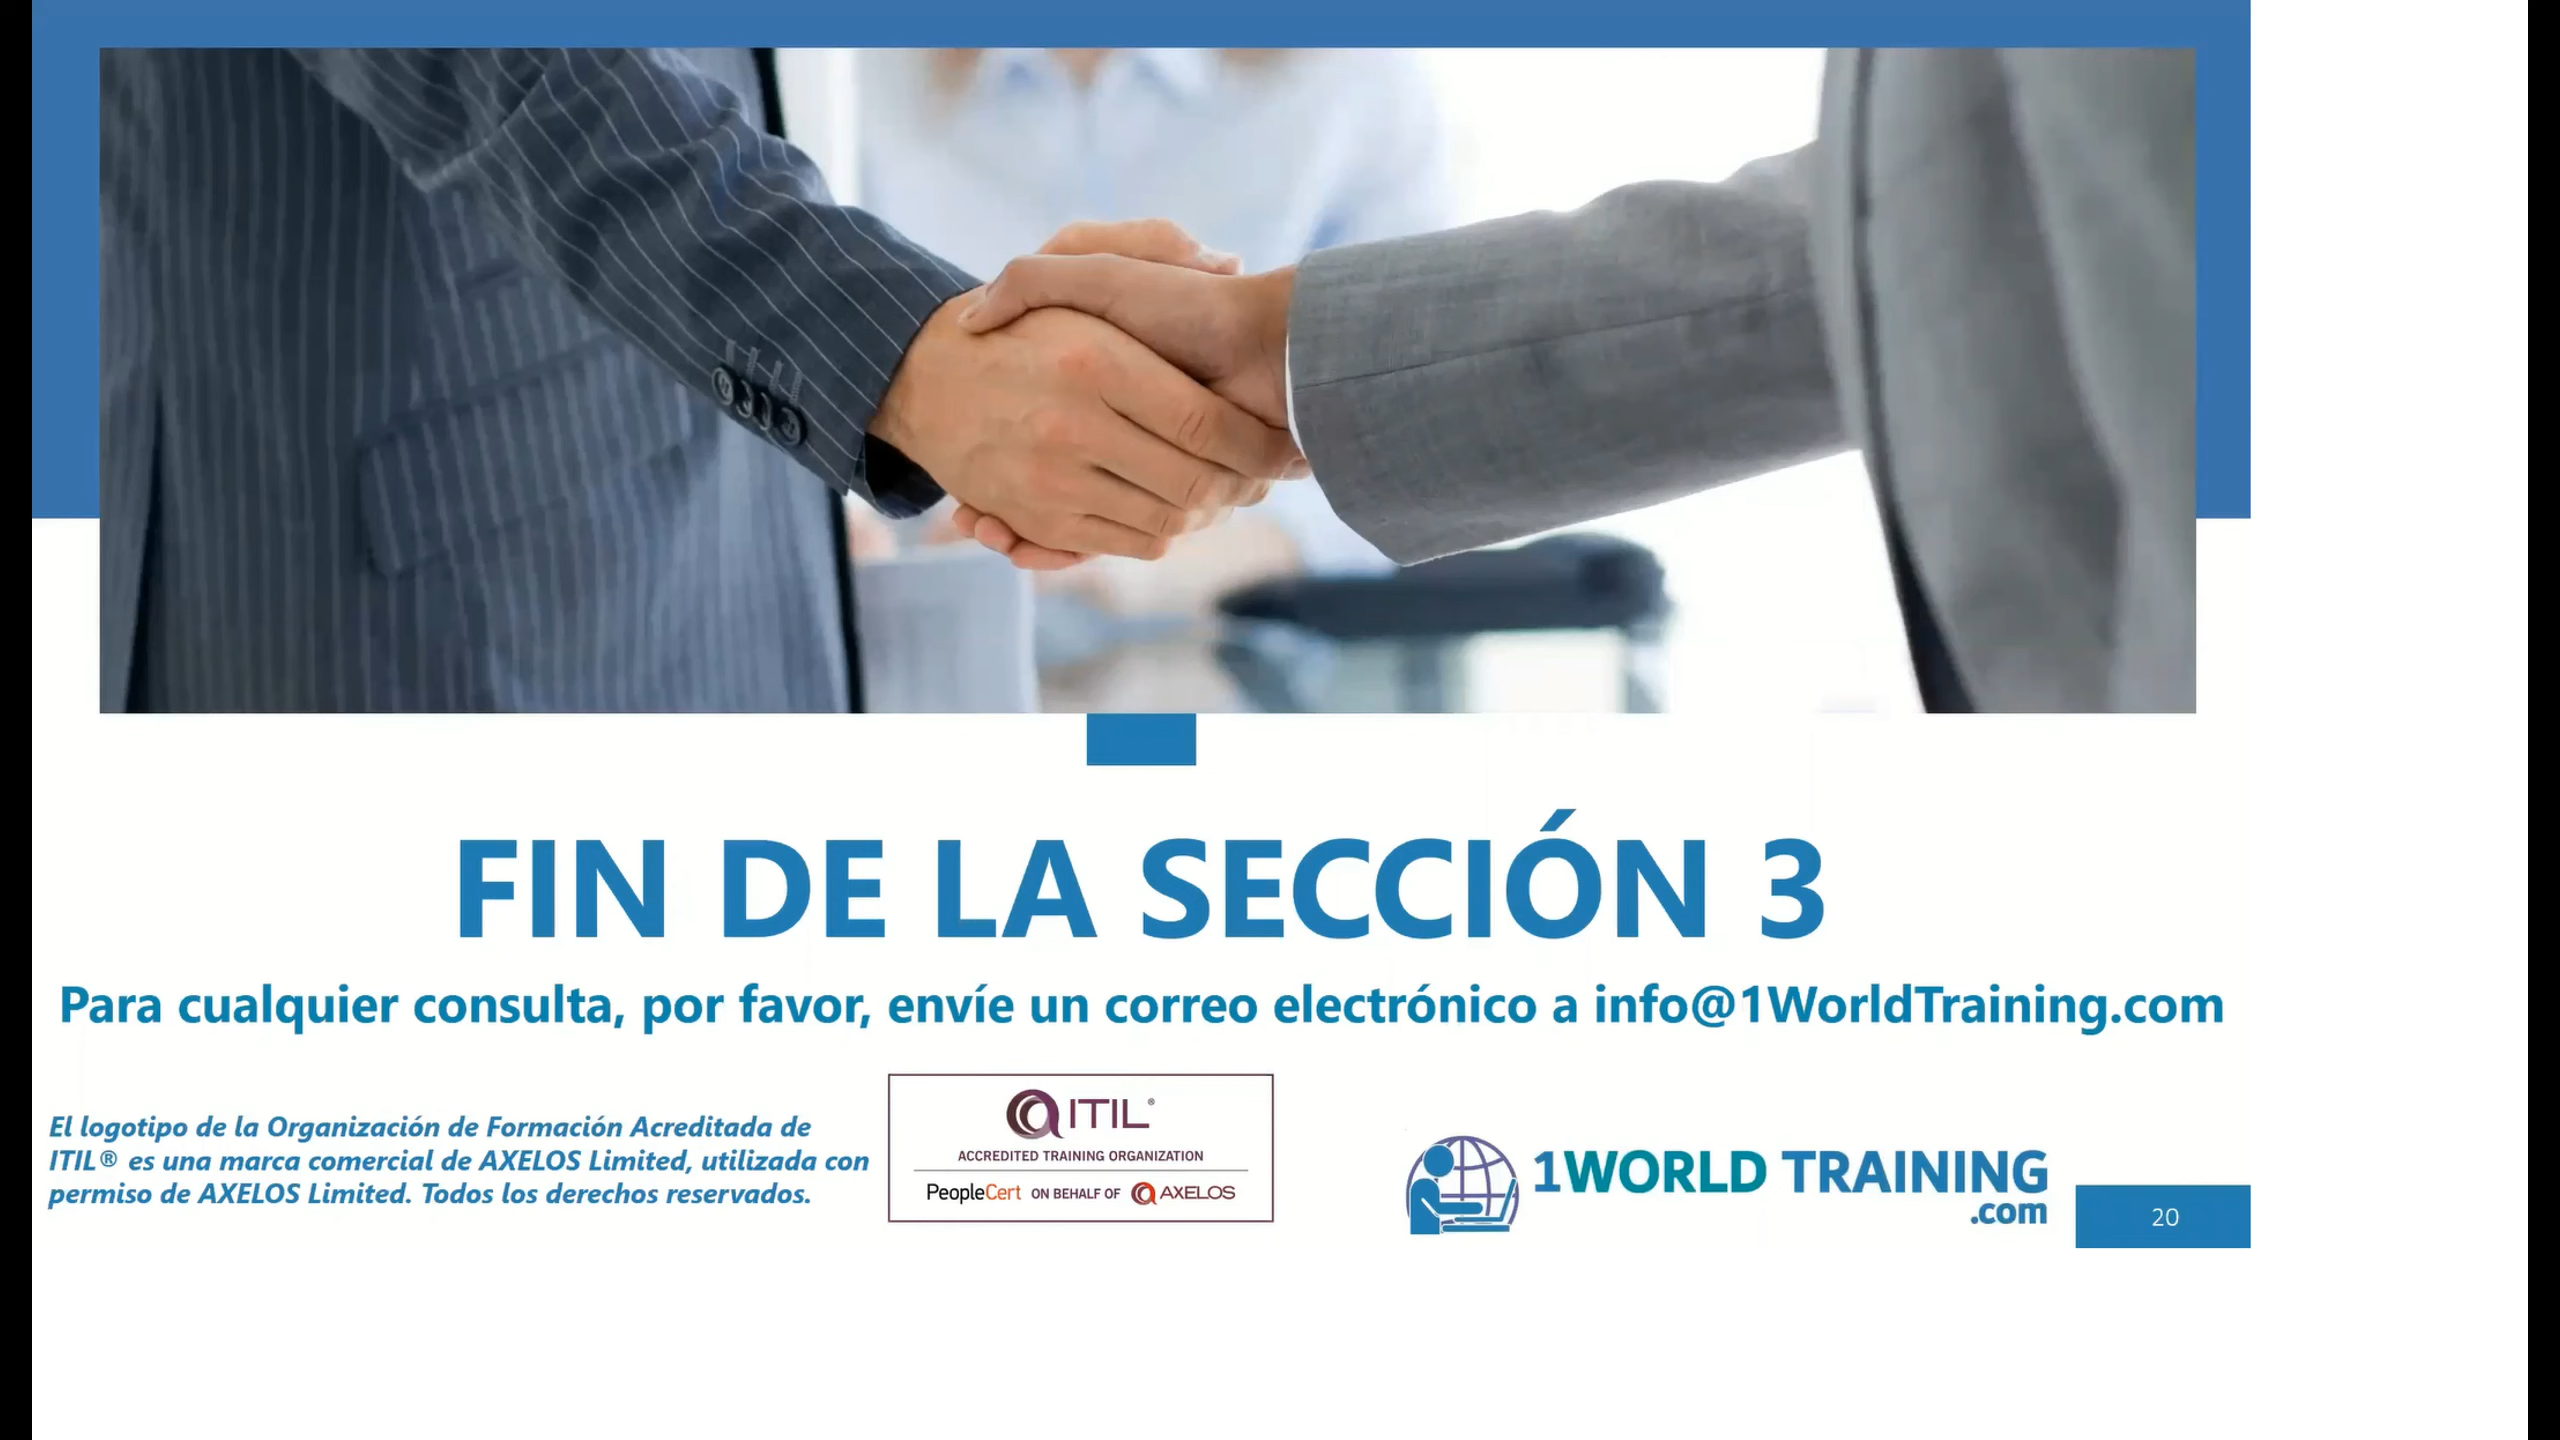 FIN DE LA SECCIÓN 3
Para cualquier consulta, por favor, envíe un correo electrónico a info@1WorldTraining.com
El logotipo de la Organización de Formación Acreditada de
ITIL® es una marca comercial de AXELOS Limited, utilizada con
permiso de AXELOS Limited. Todos los derechos reservados.
ITIL®
ACCREDITED TRAINING ORGANIZATION
PeopleCert ON BEHALF OF AXELOS
1WORLD TRAINING
.com
20